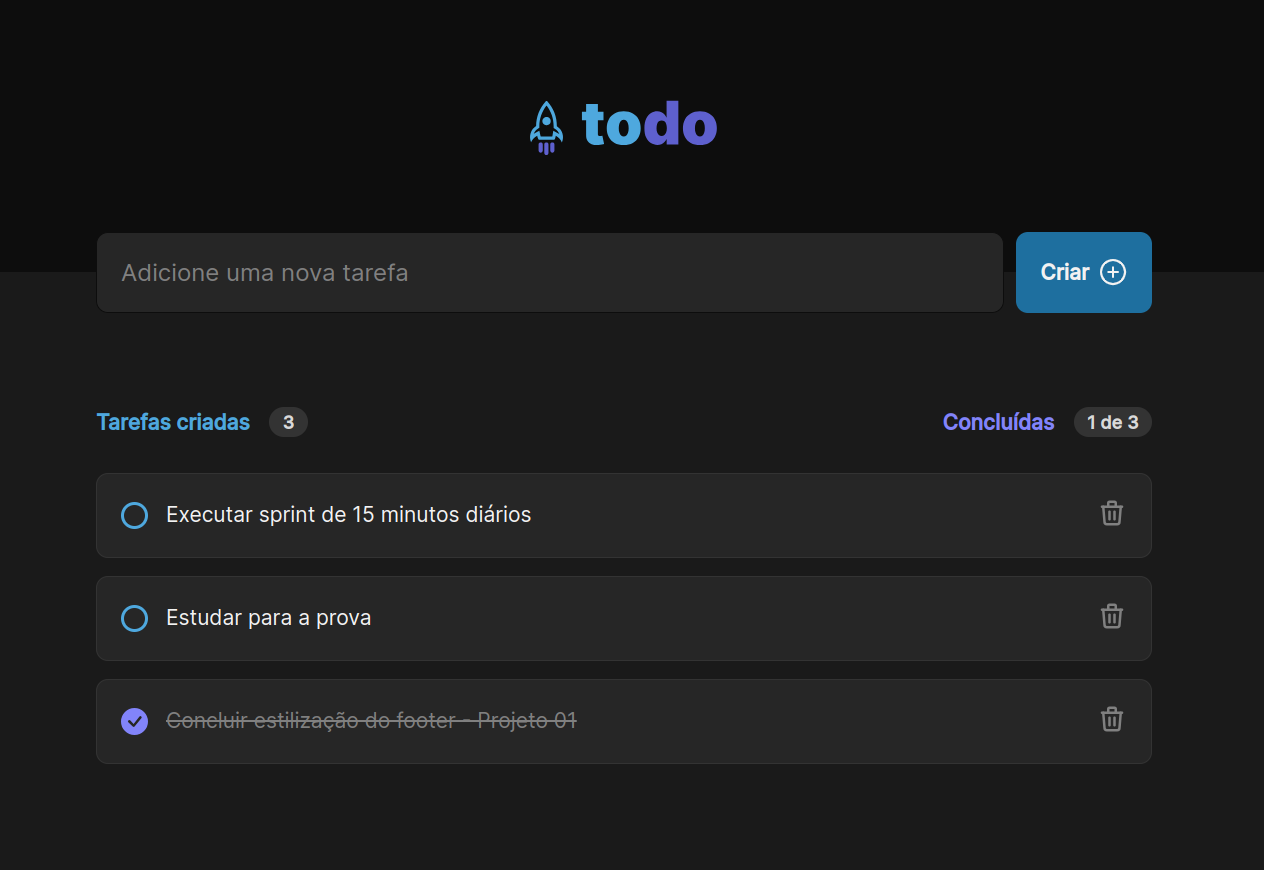 todo
Adicione uma nova tarefa
Criar
Tarefas criadas 3
Concluídas 1 de 3
Executar sprint de 15 minutos diários
Estudar para a prova
Concluir estilização do footer - Projeto 01